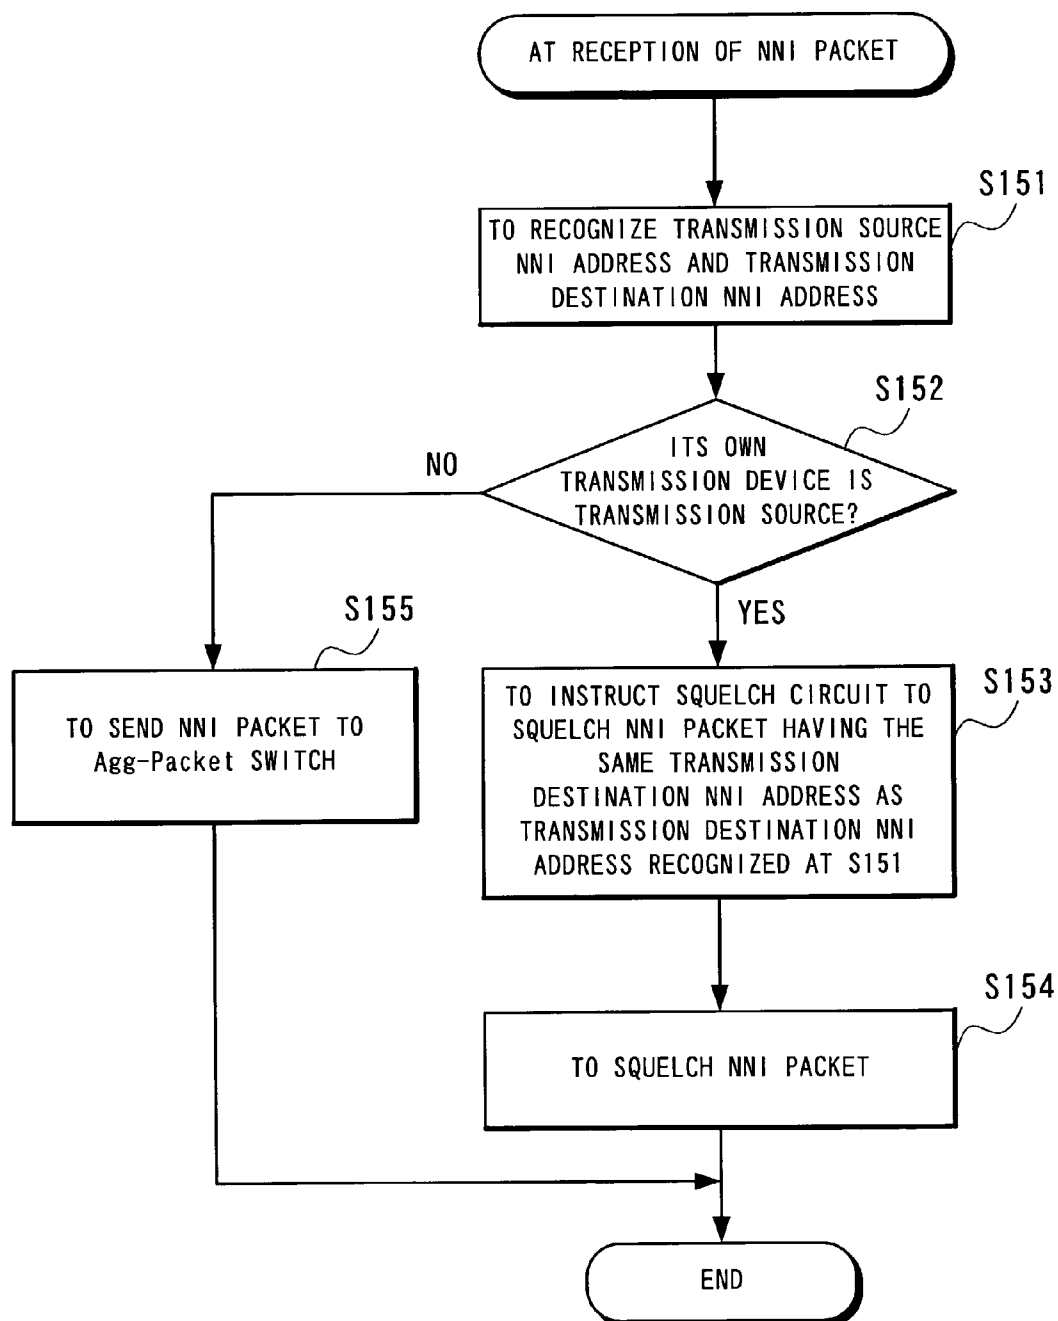 AT RECEPTION OF NNI PACKET
S151
TO RECOGNIZE TRANSMISSION SOURCE
NNI ADDRESS AND TRANSMISSION
DESTINATION NNI ADDRESS
S152
ITS OWN
TRANSMISSION DEVICE IS
TRANSMISSION SOURCE?
NO
YES
S155
TO SEND NNI PACKET TO
Agg-Packet SWITCH
S153
TO INSTRUCT SQUELCH CIRCUIT TO
SQUELCH NNI PACKET HAVING THE
SAME TRANSMISSION
DESTINATION NNI ADDRESS AS
TRANSMISSION DESTINATION NNI
ADDRESS RECOGNIZED AT S151
S154
TO SQUELCH NNI PACKET
END